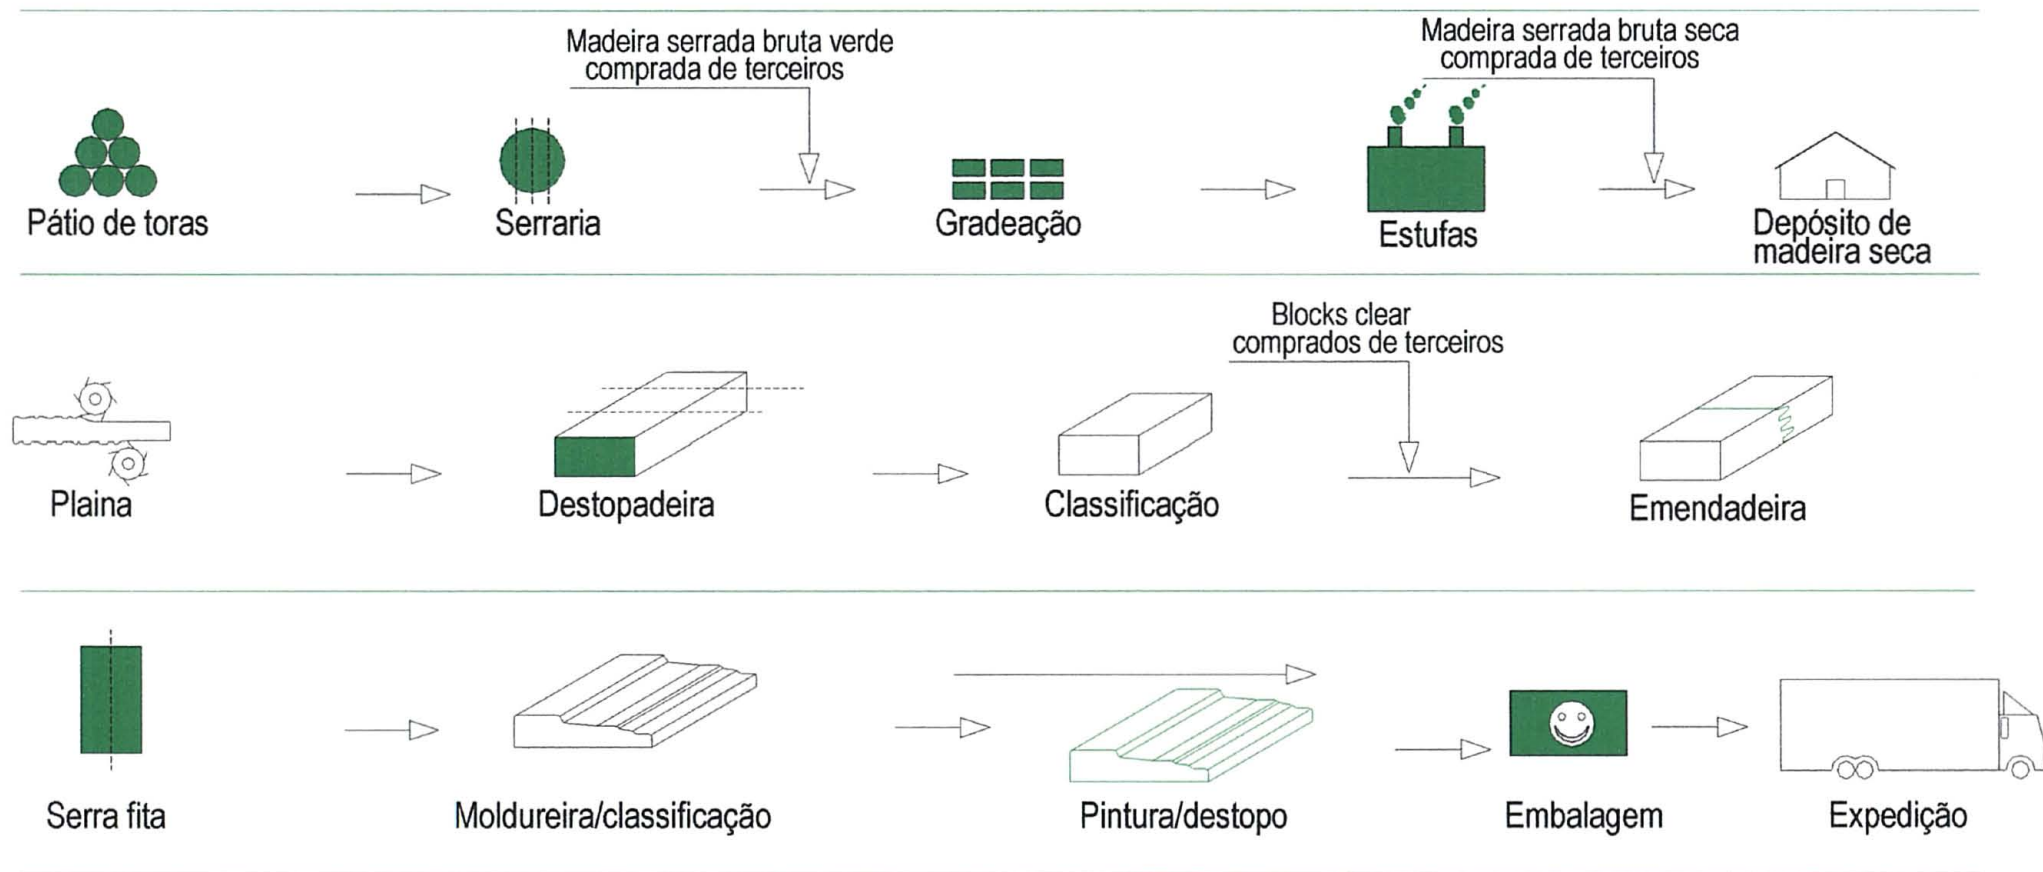 Madeira serrada bruta verde
comprada de terceiros
Madeira serrada bruta seca
comprada de terceiros
Pátio de toras
Serraria
Gradeação
Estufas
Depósito de
madeira seca
Blocks clear
comprados de terceiros
Plaina
Destopadeira
Classificação
Emendadeira
Serra fita
Moldureira/classificação
Pintura/destopo
Embalagem
Expedição